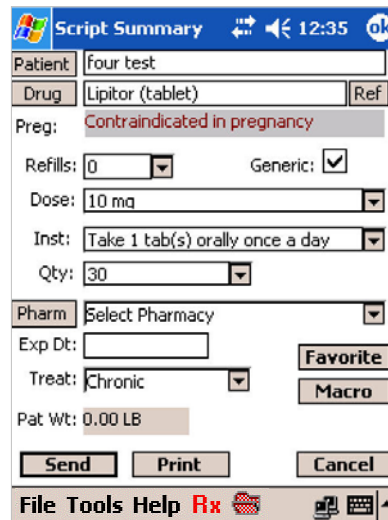 Script Summary 12:35 ok
Patient four test
Drug Lipitor (tablet) Ref
Preg: Contraindicated in pregnancy
Refills: 0 Generic:
Dose: 10 mg
Inst: Take 1 tab(s) orally once a day
Qty: 30
Pharm Select Pharmacy
Exp Dt:
Favorite
Treat: Chronic
Macro
Pat Wt: 0.00 LB
Send Print Cancel
File Tools Help Rx